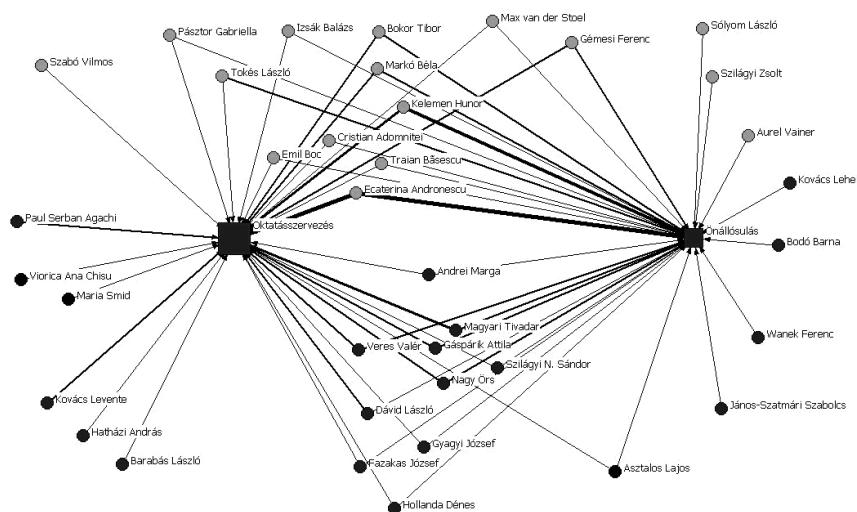 Max van der Stoel
Izsák Balázs
Bokor Tibor
Sólyom László
Pásztor Gabriella
Gémesi Ferenc
Szabó Vilmos
Tokés László
Markó Béla
Szilágyi Zsolt
Kelemen Hunor
Cristian Adomnitei
Aurel Vainer
Emil Boc
Traian Băsescu
Kovács Lehe
Ecaterina Andronescu
Paul Serban Agachi
Oktatásszervezés
Önállósulás
Bodó Barna
Viorica Ana Chisu
Andrei Marga
Maria Smid
Magyari Tivadar
Wanek Ferenc
Veres Valér
Gáspárik Attila
Szilágyi N. Sándor
Nagy Örs
Kovács Levente
Dávid László
János-Szatmári Szabolcs
Hatházi András
Gyagyi József
Barabás László
Fazakas József
Asztalos Lajos
Hollanda Dénes